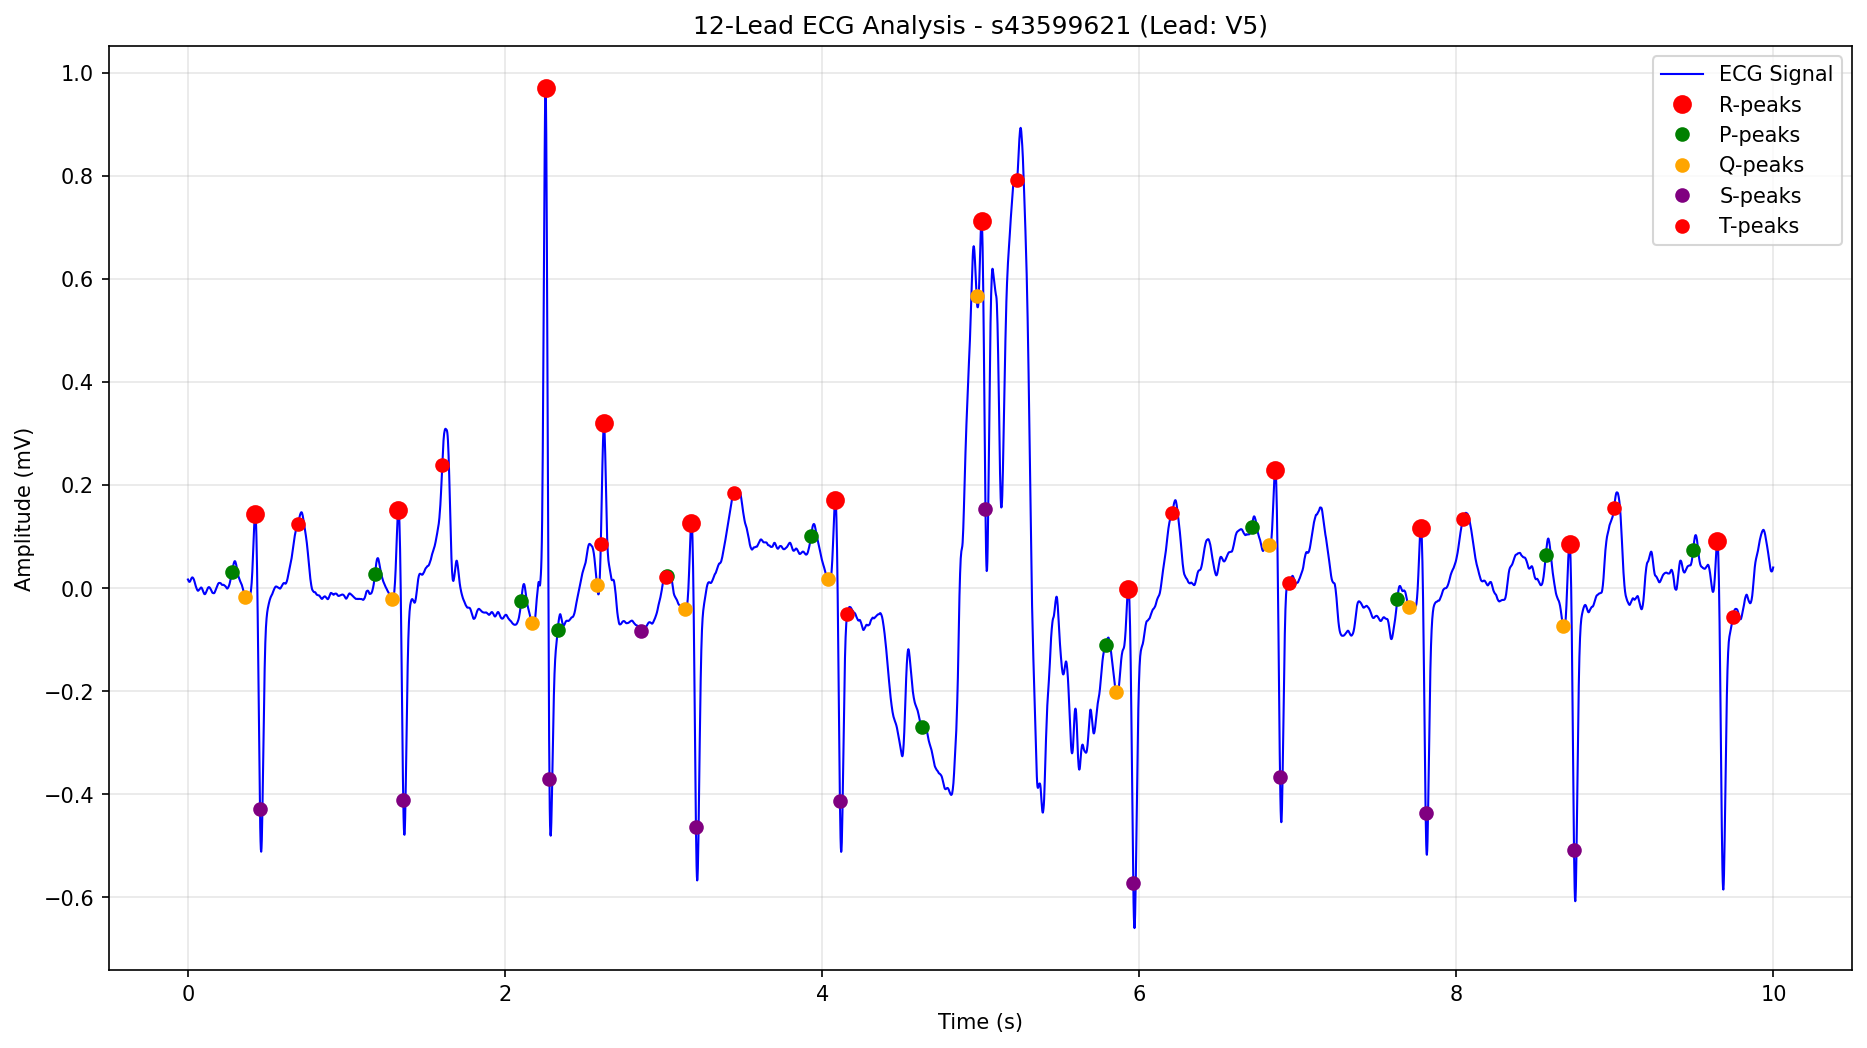 12-Lead ECG Analysis - s43599621 (Lead: V5)
ECG Signal
R-peaks
P-peaks
Q-peaks
S-peaks
T-peaks
Amplitude (mV)
1.0
0.8
0.6
0.4
0.2
0.0
−0.2
−0.4
−0.6
0 2 4 6 8 10
Time (s)